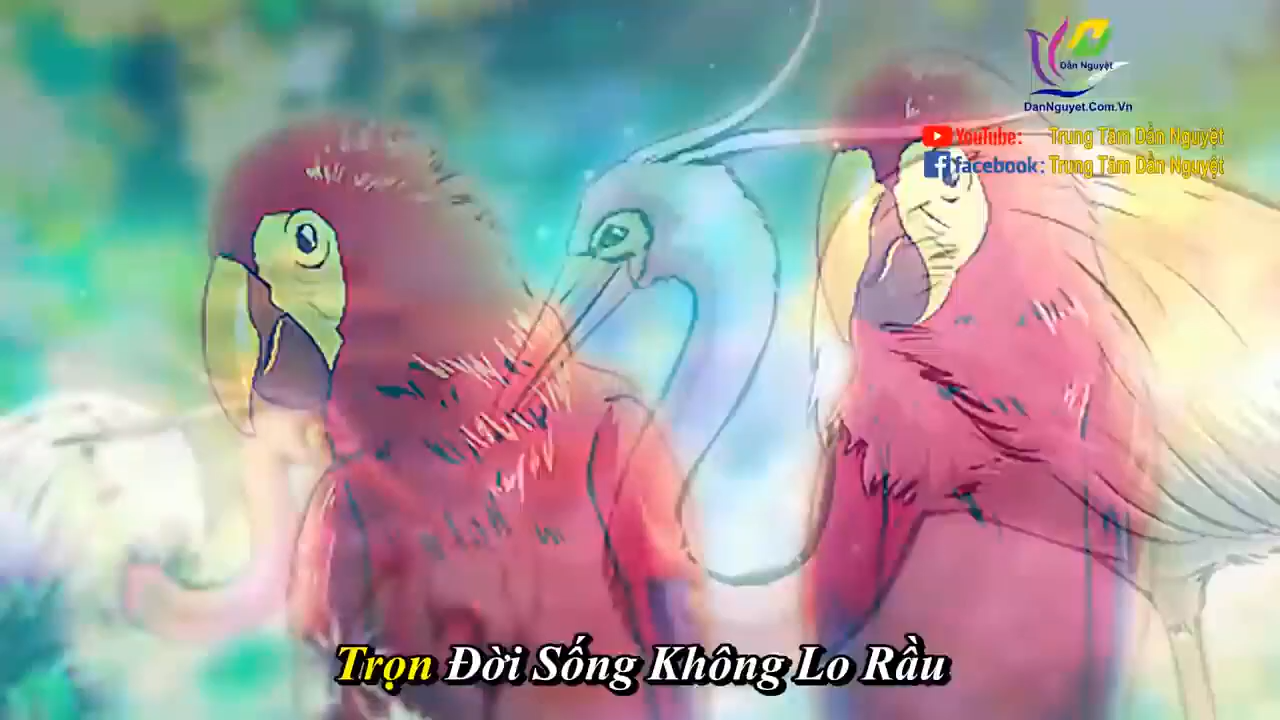 Dần Nguyệt
DanNguyet.Com.Vn
YouTube: Trung Tâm Dần Nguyệt
facebook: Trung Tâm Dần Nguyệt
Trọn Đời Sống Không Lo Rầu